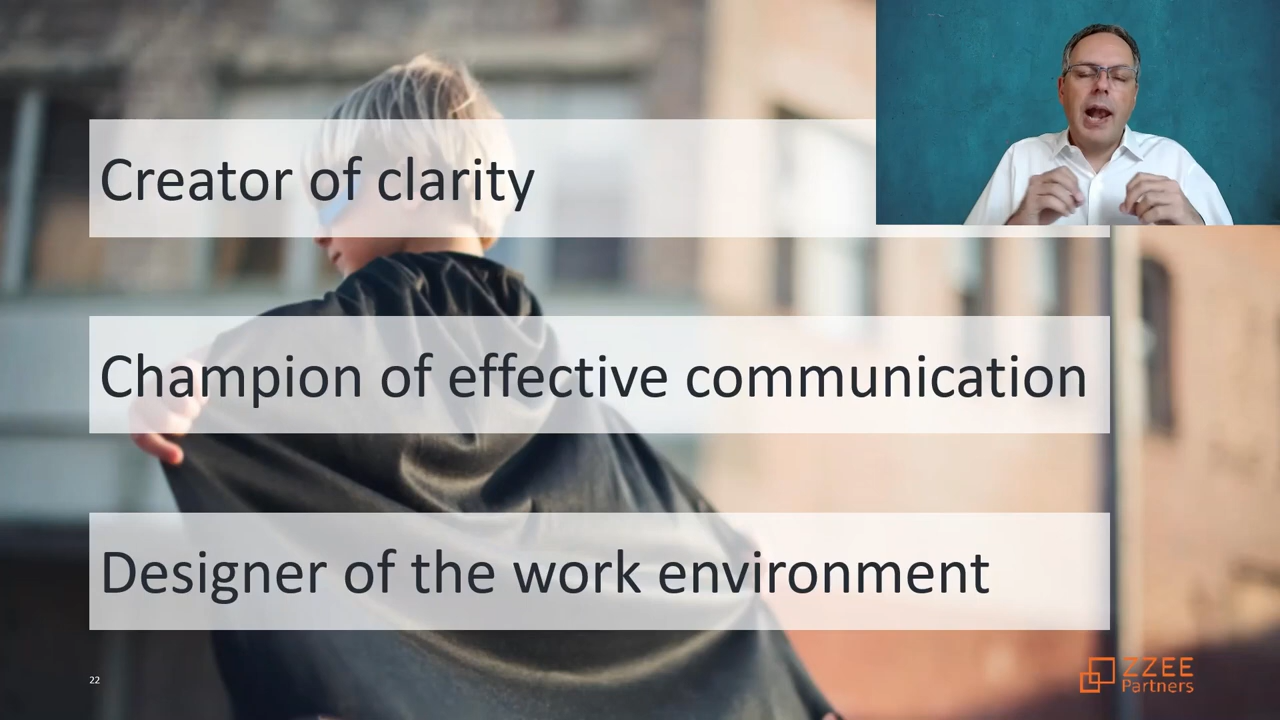 Creator of clarity
Champion of effective communication
Designer of the work environment
22
ZZEE
Partners